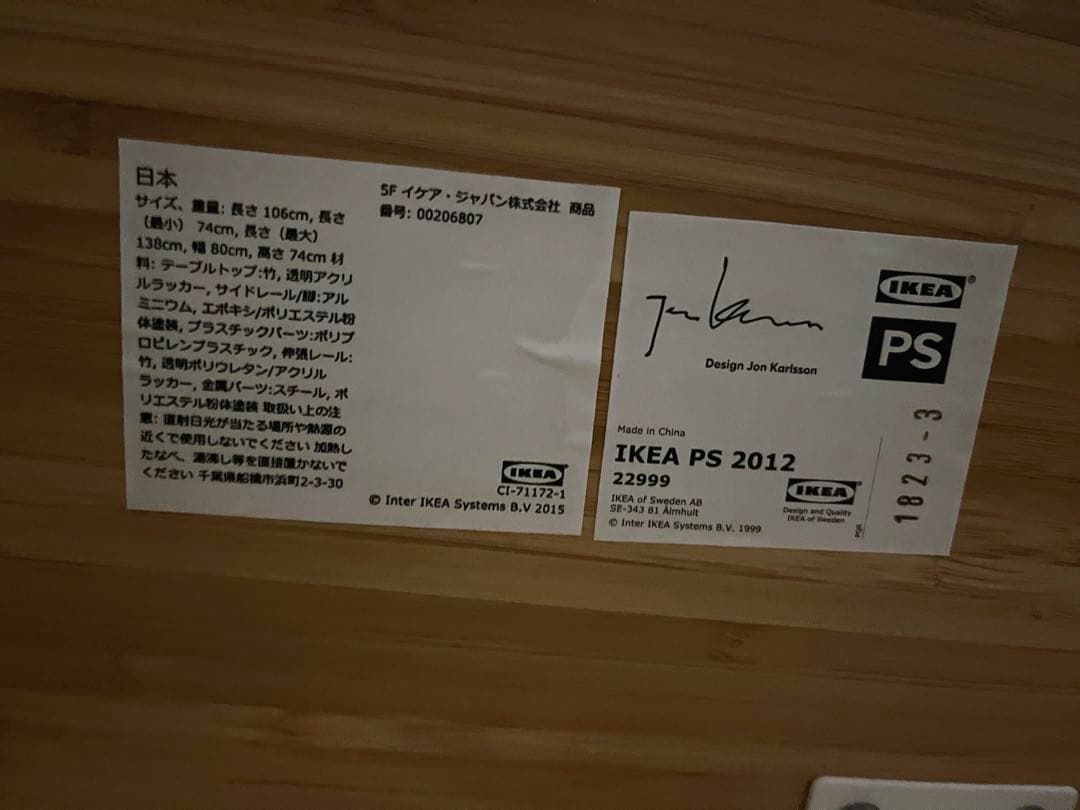 日本
サイズ、重量: 長さ 106cm, 長さ
（最小） 74cm, 長さ（最大）
138cm, 幅 80cm, 高さ 74cm 材
料: テーブルトップ:竹, 透明アクリ
ルラッカー, サイドレール/脚:アル
ミニウム, エポキシ/ポリエステル粉
体塗装, プラスチックパーツ:ポリプ
ロピレンプラスチック, 伸張レール:
竹, 透明ポリウレタン/アクリル
ラッカー, 金属パーツ:スチール, ポ
リエステル粉体塗装 取扱い上の注
意: 直射日光が当たる場所や熱源の
近くで使用しないでください 加熱し
たなべ、湯沸し等を直接置かないで
ください 千葉県船橋市浜町2-3-30
5F イケア・ジャパン株式会社 商品
番号: 00206807
IKEA
CI-71172-1
© Inter IKEA Systems B.V 2015
IKEA®
PS
Design Jon Karlsson
Made in China
IKEA PS 2012
22999
IKEA of Sweden AB
SE-343 81 Älmhult
© Inter IKEA Systems B.V. 1999
IKEA®
Design and Quality
IKEA of Sweden
PQR
1823-3